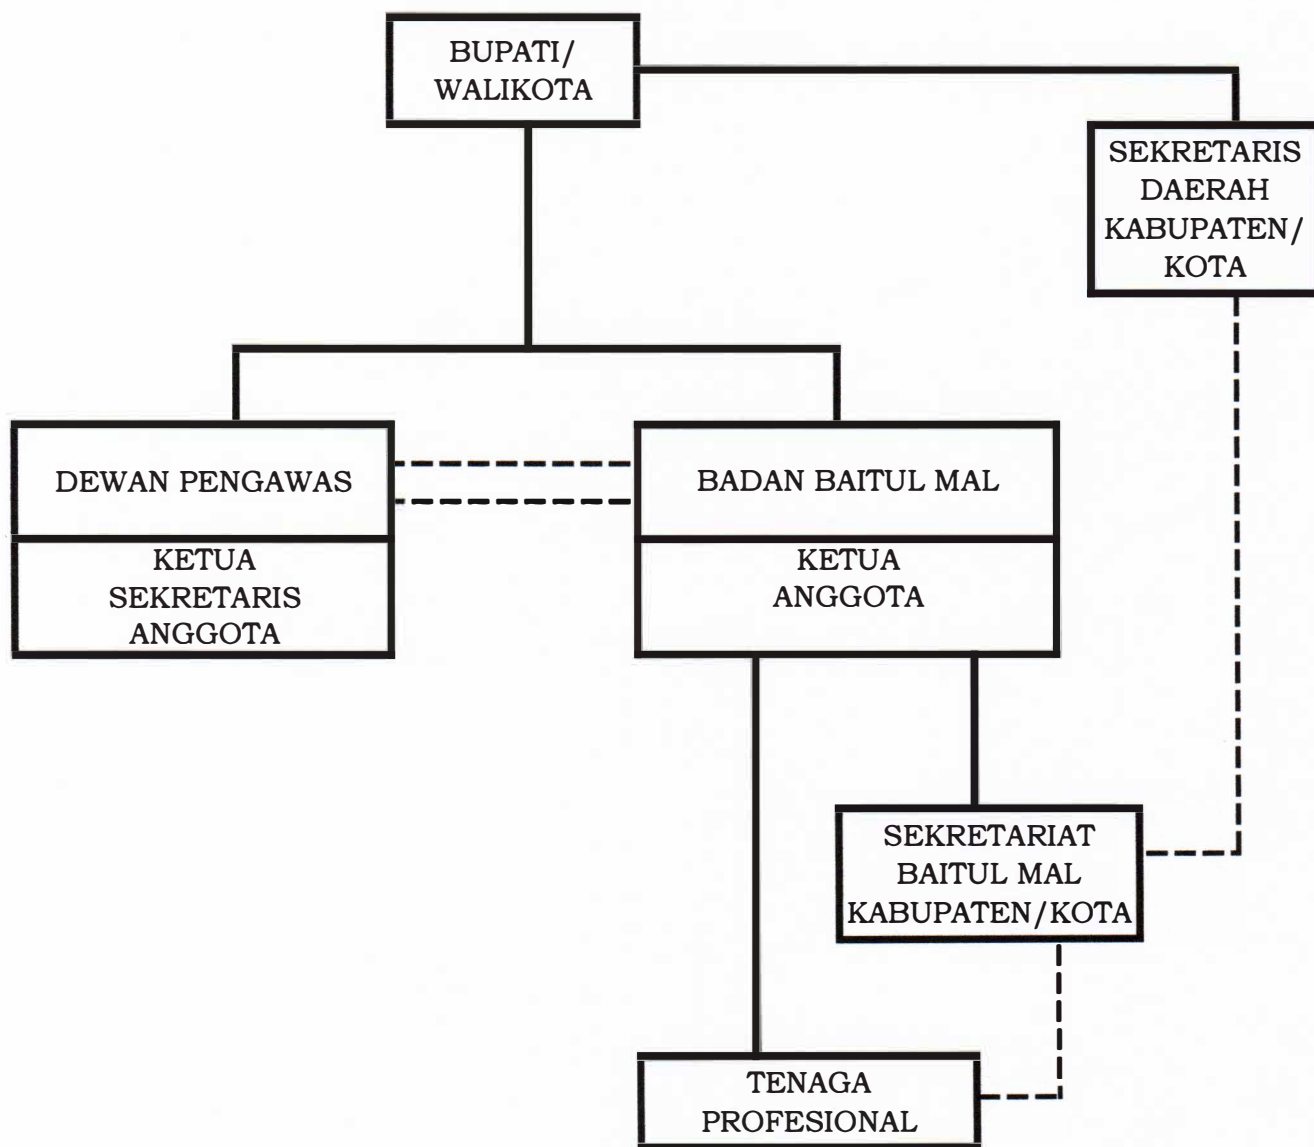 BUPATI/
WALIKOTA
SEKRETARIS
DAERAH
KABUPATEN/
KOTA
DEWAN PENGAWAS
KETUA
SEKRETARIS
ANGGOTA
BADAN BAITUL MAL
KETUA
ANGGOTA
SEKRETARIAT
BAITUL MAL
KABUPATEN/KOTA
TENAGA
PROFESIONAL